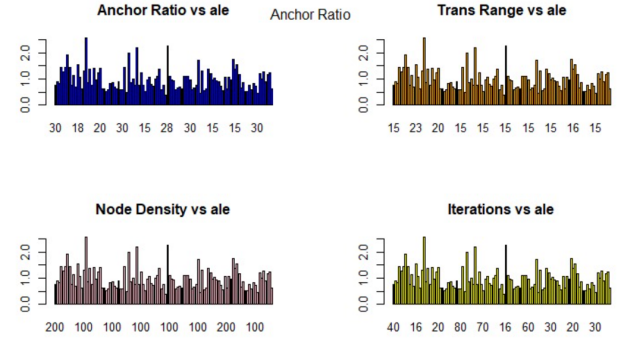 Anchor Ratio vs ale
Anchor Ratio
Trans Range vs ale
2.0
1.0
0.0
30 18 20 30 15 28 30 15 15 30
2.0
1.0
0.0
15 23 20 15 15 15 15 15 16 15
Node Density vs ale
Iterations vs ale
2.0
1.0
0.0
200 100 100 100 100 100 100 200 100
2.0
1.0
0.0
40 16 20 80 70 16 60 30 20 30